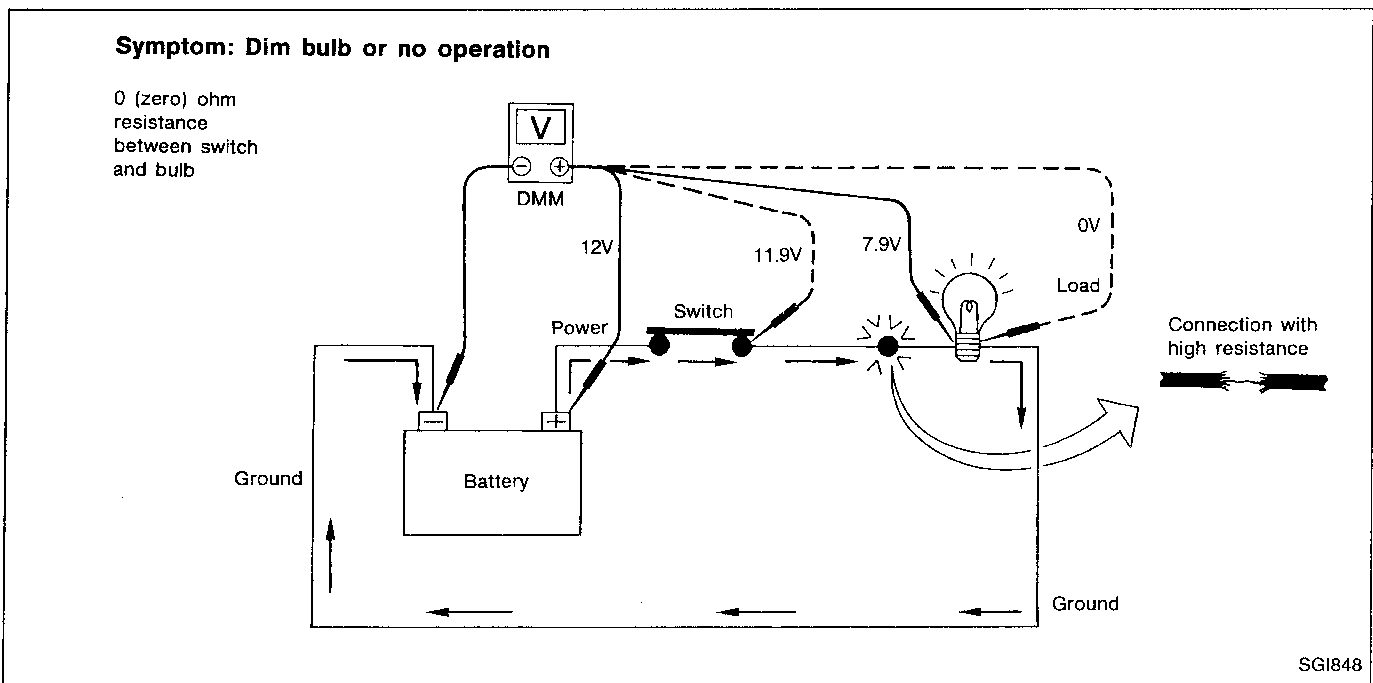 Symptom: Dim bulb or no operation
0 (zero) ohm
resistance
between switch
and bulb
V
− +
DMM
12V
11.9V
7.9V
0V
Load
Switch
Power
Connection with
high resistance
− +
Ground
Battery
Ground
SGI848